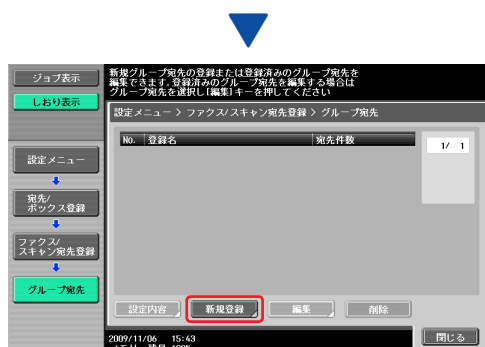 ジョブ表示
しおり表示
新規グループ宛先の登録または登録済みのグループ宛先を
編集できます。登録済みのグループ宛先を編集する場合は
グループ宛先を選択し[編集]キーを押してください
設定メニュー > ファクス/スキャン宛先登録 > グループ宛先
No. 登録名 宛先件数
1/ 1
設定メニュー
宛先/
ボックス登録
ファクス/
スキャン宛先登録
グループ宛先
設定内容 新規登録 編集 削除
2009/11/06 15:43
閉じる